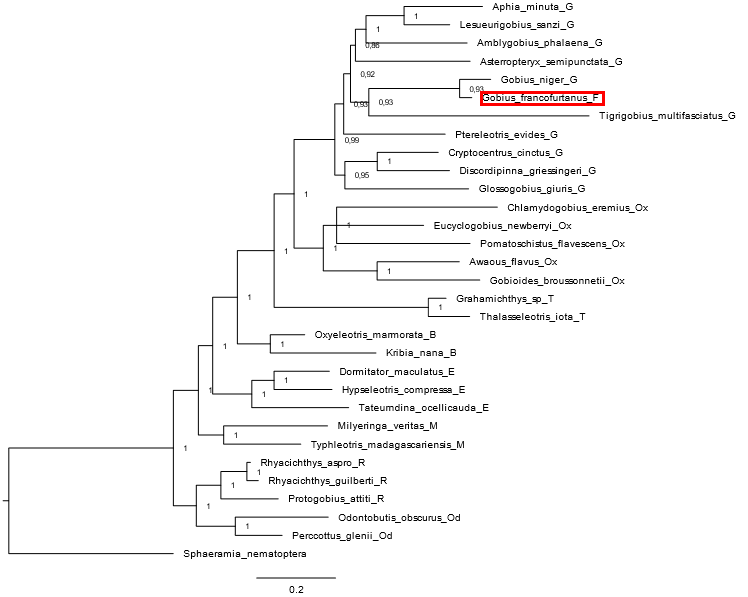 Aphia_minuta_G
1
Lesueurigobius_sanzi_G
1
0,86
Amblygobius_phalaena_G
Asterropteryx_semipunctata_G
0,92
Gobius_niger_G
0,93
Gobius_francofurtanus_F
0,93
0,93
Tigrigobius_multifasciatus_G
Ptereleotris_evides_G
0,99
Cryptocentrus_cinctus_G
1
Discordipinna_griessingeri_G
0,95
Glossogobius_giuris_G
1
Chlamydogobius_eremius_Ox
Eucyclogobius_newberryi_Ox
1
Pomatoschistus_flavescens_Ox
1
1
Awaous_flavus_Ox
1
Gobioides_broussonnetii_Ox
Grahamichthys_sp_T
1
1
Thalasseleotris_iota_T
Oxyeleotris_marmorata_B
1
1
Kribia_nana_B
Dormitator_maculatus_E
1
Hypseleotris_compressa_E
1
1
Tateurndina_ocellicauda_E
Milyeringa_veritas_M
1
Typhleotris_madagascariensis_M
1
Rhyacichthys_aspro_R
1
Rhyacichthys_guilberti_R
1
Protogobius_attiti_R
1
Odontobutis_obscurus_Od
1
Perccottus_glenii_Od
Sphaeramia_nematoptera
0.2